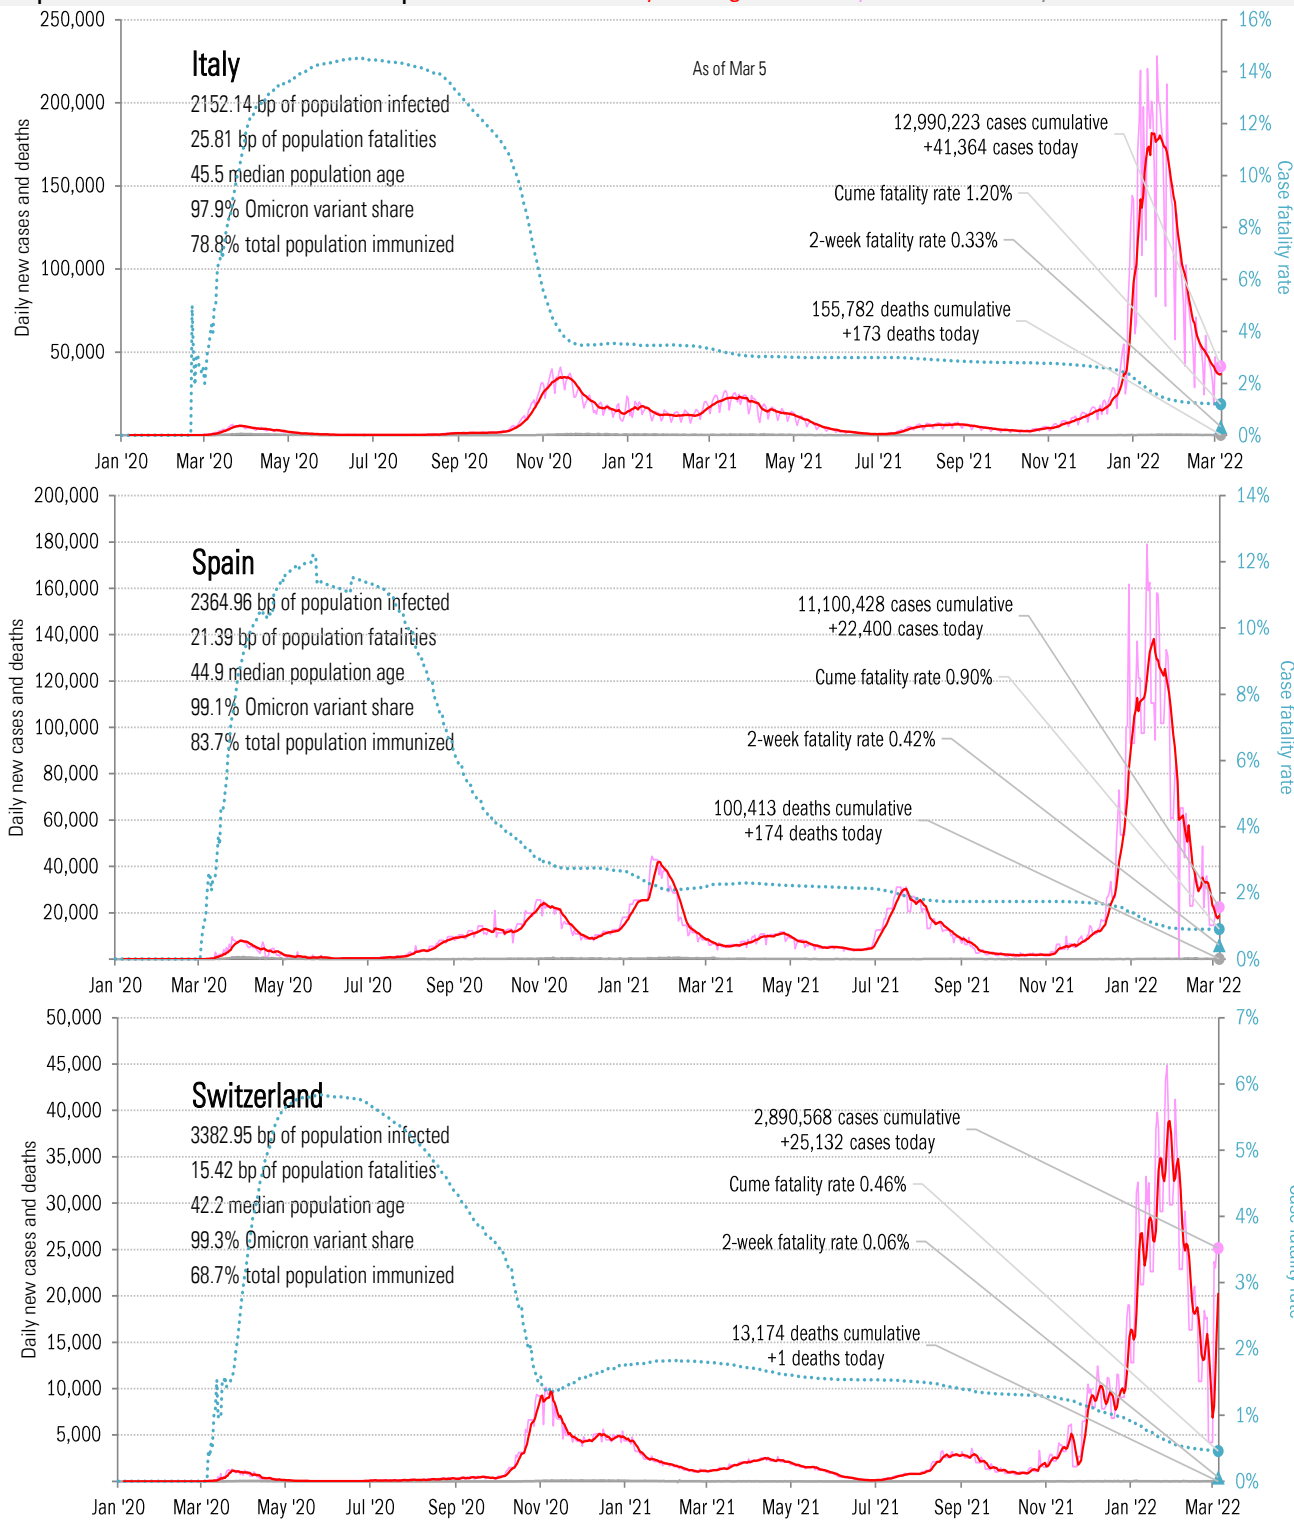 250,000
200,000
150,000
100,000
50,000
Daily new cases and deaths
Italy
2152.14 bp of population infected
25.81 bp of population fatalities
45.5 median population age
97.9% Omicron variant share
78.8% total population immunized
As of Mar 5
12,990,223 cases cumulative
+41,364 cases today
Cume fatality rate 1.20%
2-week fatality rate 0.33%
155,782 deaths cumulative
+173 deaths today
16%
14%
12%
10%
8%
6%
4%
2%
0%
Case fatality rate
Jan '20 Mar '20 May '20 Jul '20 Sep '20 Nov '20 Jan '21 Mar '21 May '21 Jul '21 Sep '21 Nov '21 Jan '22 Mar '22
200,000
180,000
160,000
140,000
120,000
100,000
80,000
60,000
40,000
20,000
Daily new cases and deaths
Spain
2364.96 bp of population infected
21.39 bp of population fatalities
44.9 median population age
99.1% Omicron variant share
83.7% total population immunized
11,100,428 cases cumulative
+22,400 cases today
Cume fatality rate 0.90%
2-week fatality rate 0.42%
100,413 deaths cumulative
+174 deaths today
14%
12%
10%
8%
6%
4%
2%
0%
Case fatality rate
Jan '20 Mar '20 May '20 Jul '20 Sep '20 Nov '20 Jan '21 Mar '21 May '21 Jul '21 Sep '21 Nov '21 Jan '22 Mar '22
50,000
45,000
40,000
35,000
30,000
25,000
20,000
15,000
10,000
5,000
Daily new cases and deaths
Switzerland
3382.95 bp of population infected
15.42 bp of population fatalities
42.2 median population age
99.3% Omicron variant share
68.7% total population immunized
2,890,568 cases cumulative
+25,132 cases today
Cume fatality rate 0.46%
2-week fatality rate 0.06%
13,174 deaths cumulative
+1 deaths today
7%
6%
5%
4%
3%
2%
1%
0%
Jan '20 Mar '20 May '20 Jul '20 Sep '20 Nov '20 Jan '21 Mar '21 May '21 Jul '21 Sep '21 Nov '21 Jan '22 Mar '22